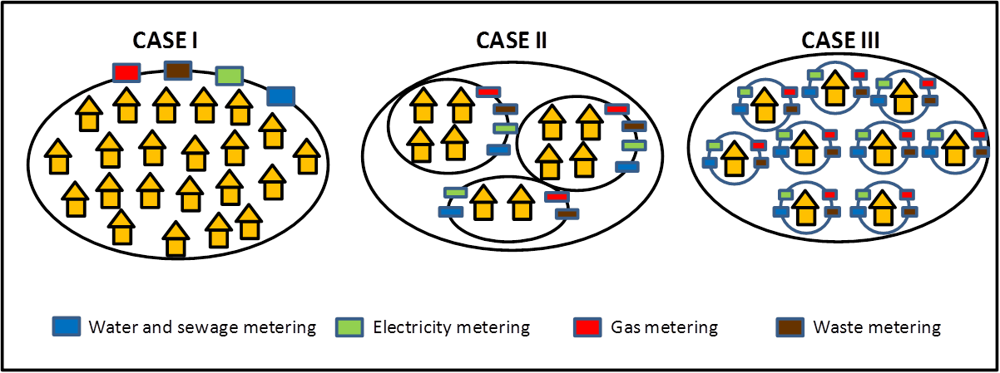 CASE I
CASE II
CASE III
Water and sewage metering
Electricity metering
Gas metering
Waste metering